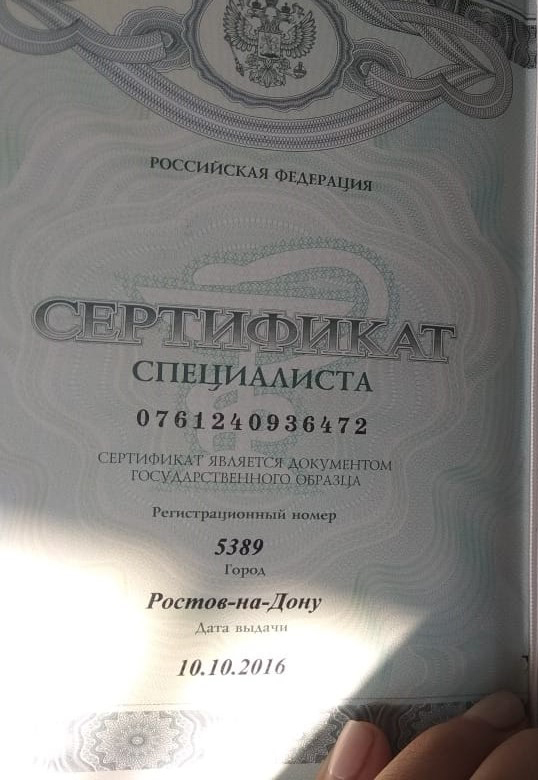 РОССИЙСКАЯ ФЕДЕРАЦИЯ
СЕРТИФИКАТ
СПЕЦИАЛИСТА
0761240936472
СЕРТИФИКАТ ЯВЛЯЕТСЯ ДОКУМЕНТОМ
ГОСУДАРСТВЕННОГО ОБРАЗЦА
Регистрационный номер
5389
Город
Ростов-на-Дону
Дата выдачи
10.10.2016